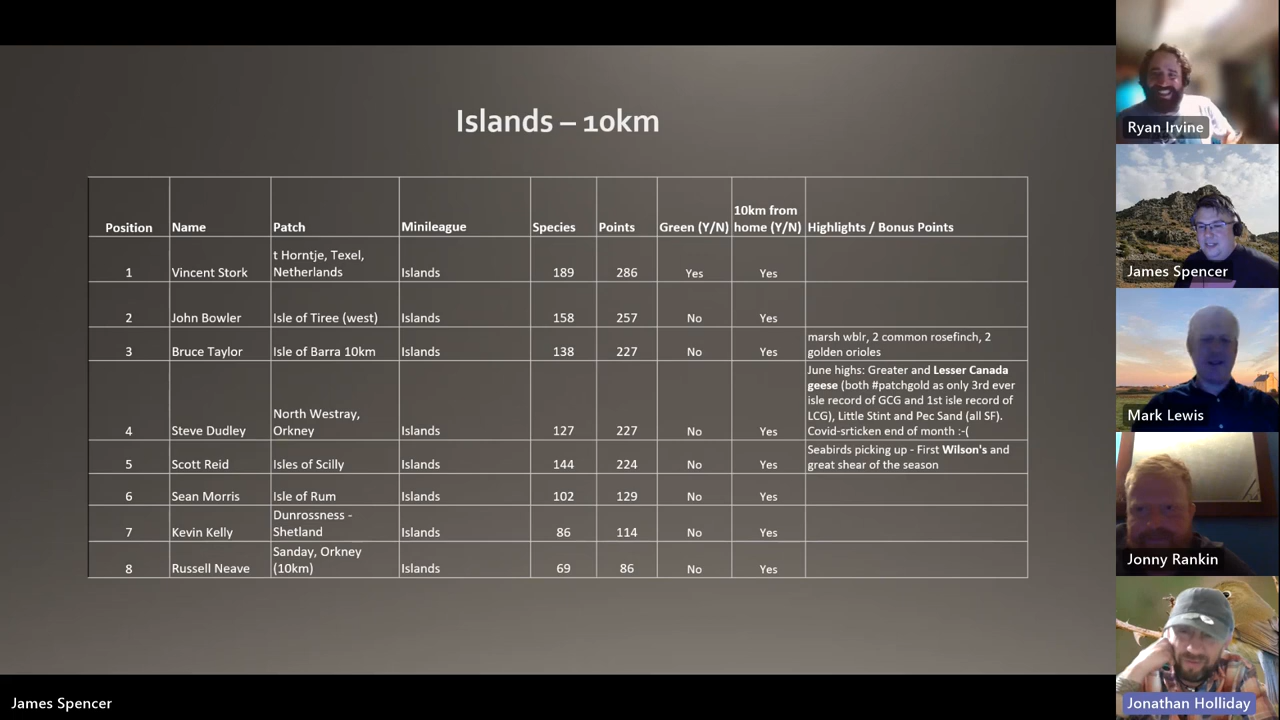 Islands – 10km
Position Name Patch Minileague Species Points Green (Y/N) 10km from
home (Y/N) Highlights / Bonus Points
1 Vincent Stork t Horntje, Texel,
Netherlands Islands 189 286 Yes Yes
2 John Bowler Isle of Tiree (west) Islands 158 257 No Yes
3 Bruce Taylor Isle of Barra 10km Islands 138 227 No Yes marsh wblr, 2 common rosefinch, 2
golden orioles
4 Steve Dudley North Westray,
Orkney Islands 127 227 No Yes June highs: Greater and Lesser Canada
geese (both #patchgold as only 3rd ever
isle record of GCG and 1st isle record of
LCG), Little Stint and Pec Sand (all SF).
Covid-srticken end of month :-(
5 Scott Reid Isles of Scilly Islands 144 224 No Yes Seabirds picking up - First Wilson's and
great shear of the season
6 Sean Morris Isle of Rum Islands 102 129 No Yes
7 Kevin Kelly Dunrossness -
Shetland Islands 86 114 No Yes
8 Russell Neave Sanday, Orkney
(10km) Islands 69 86 No Yes
Ryan Irvine
James Spencer
Mark Lewis
Jonny Rankin
Jonathan Holliday
James Spencer